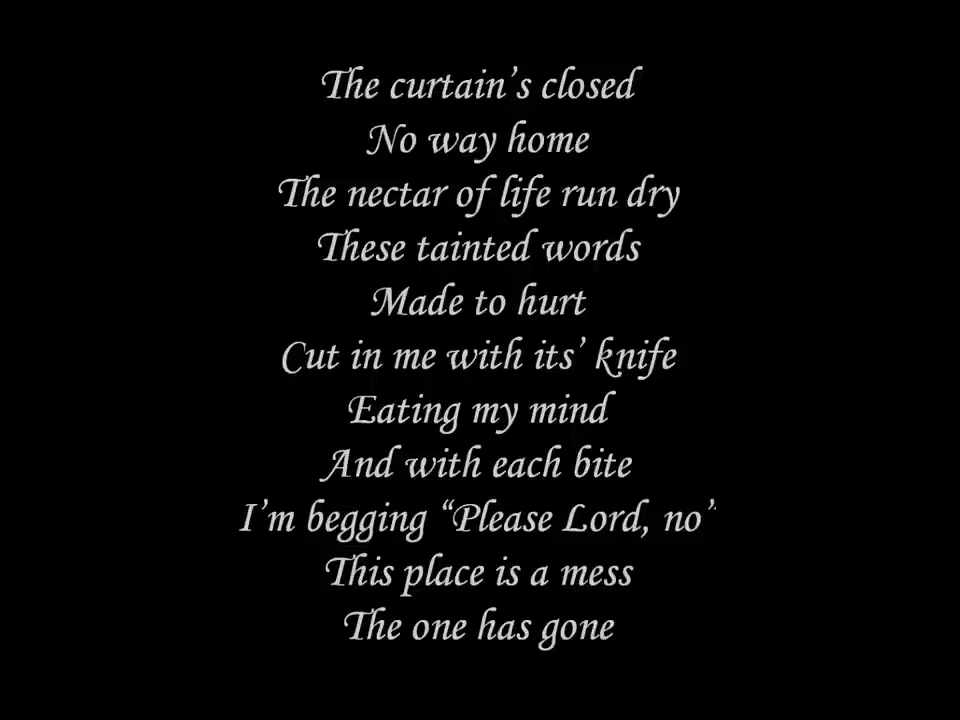 The curtain’s closed
No way home
The nectar of life run dry
These tainted words
Made to hurt
Cut in me with its’ knife
Eating my mind
And with each bite
I’m begging “Please Lord, no”
This place is a mess
The one has gone